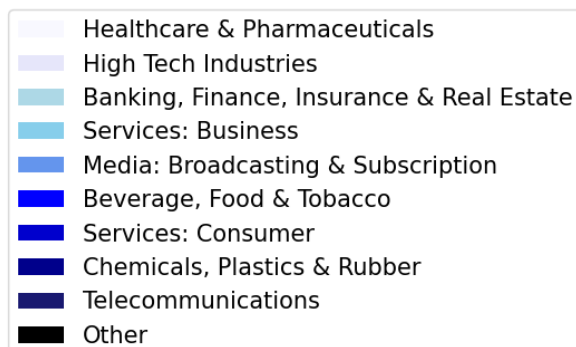 Healthcare & Pharmaceuticals
High Tech Industries
Banking, Finance, Insurance & Real Estate
Services: Business
Media: Broadcasting & Subscription
Beverage, Food & Tobacco
Services: Consumer
Chemicals, Plastics & Rubber
Telecommunications
Other